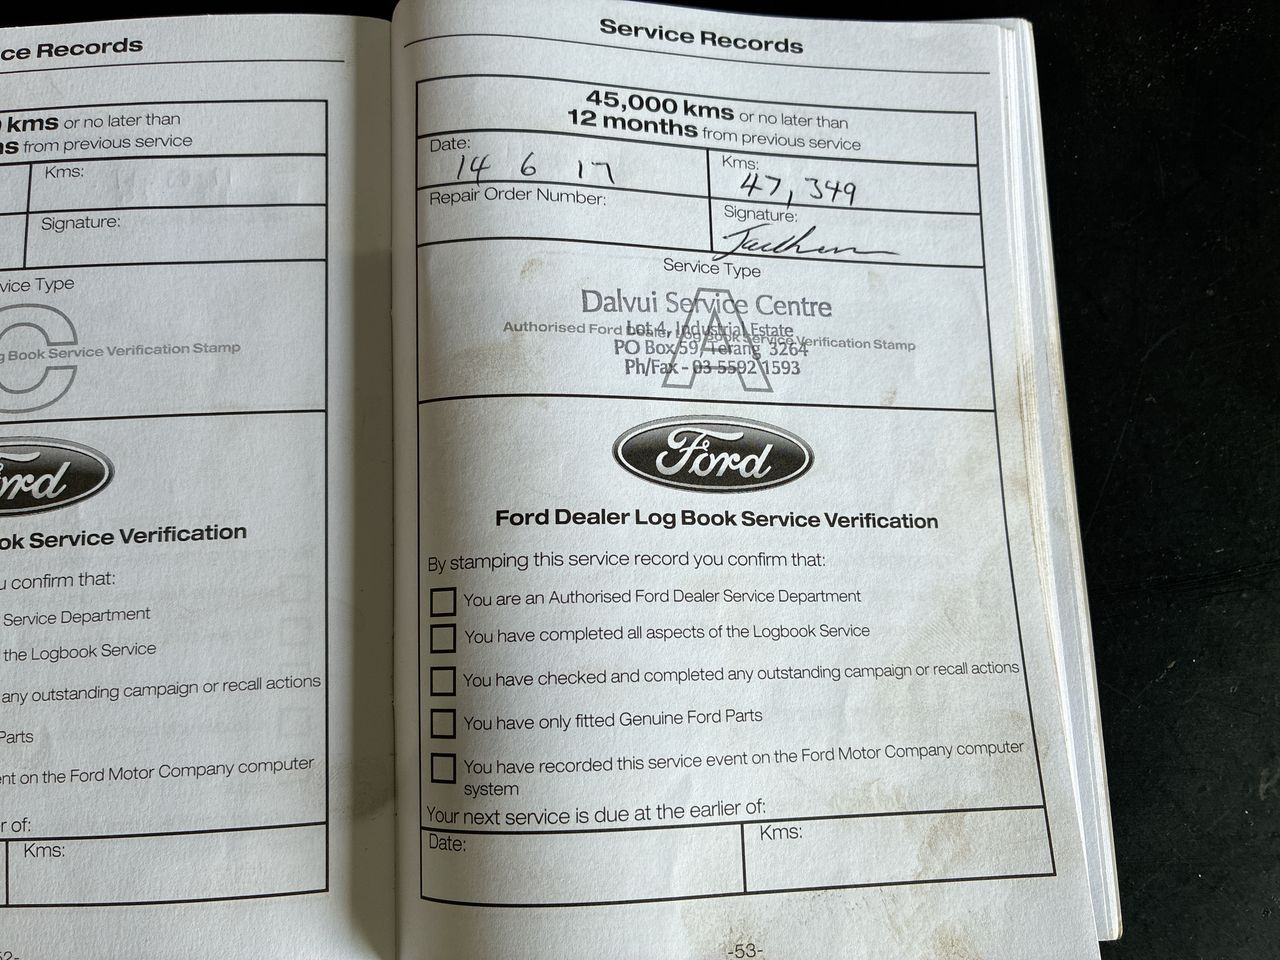 ce Records
kms or no later than
from previous service
Kms:
Signature:
vice Type
C
Book Service Verification Stamp
ok Service Verification
u confirm that:
Service Department
the Logbook Service
any outstanding campaign or recall actions
Parts
nt on the Ford Motor Company computer
r of:
Kms:
Service Records
45,000 kms or no later than
12 months from previous service
Date:
14 6 17
Kms:
47,349
Repair Order Number:
Signature:
Service Type
A
Dalvui Service Centre
Authorised Ford Dealer Log Book Service Verification Stamp
Lot 4, Industrial Estate
PO Box 59, Terang 3264
Ph/Fax - 03 5592 1593
Ford
Ford Dealer Log Book Service Verification
By stamping this service record you confirm that:
You are an Authorised Ford Dealer Service Department
You have completed all aspects of the Logbook Service
You have checked and completed any outstanding campaign or recall actions
You have only fitted Genuine Ford Parts
You have recorded this service event on the Ford Motor Company computer
system
Your next service is due at the earlier of:
Date:
Kms:
-53-